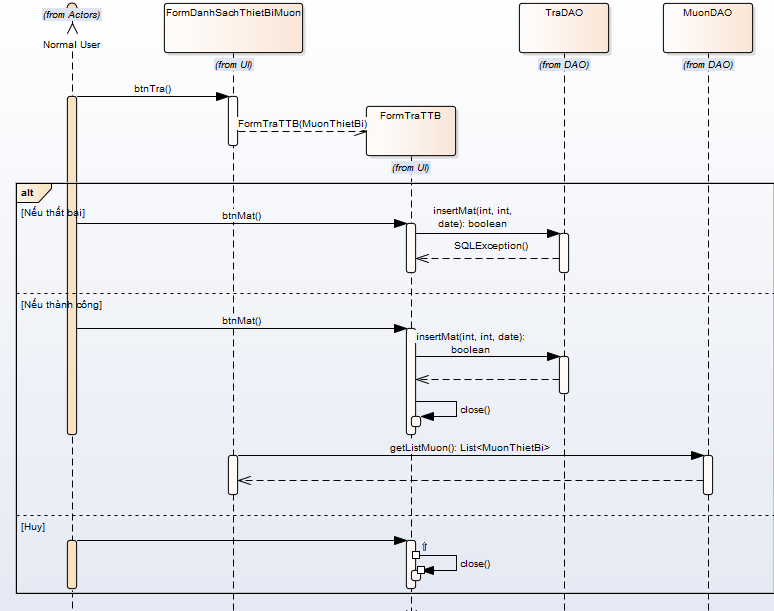 (from Actors)
Normal User
FormDanhSachThietBiMuon
(from UI)
TraDAO
(from DAO)
MuonDAO
(from DAO)
btnTra()
FormTraTTB(MuonThietBi)
FormTraTTB
(from UI)
alt
[Nếu thất bại]
btnMat()
insertMat(int, int,
date): boolean
SQLException()
[Nếu thành công]
btnMat()
insertMat(int, int, date):
boolean
close()
getListMuon(): List<MuonThietBi>
[Huy]
close()